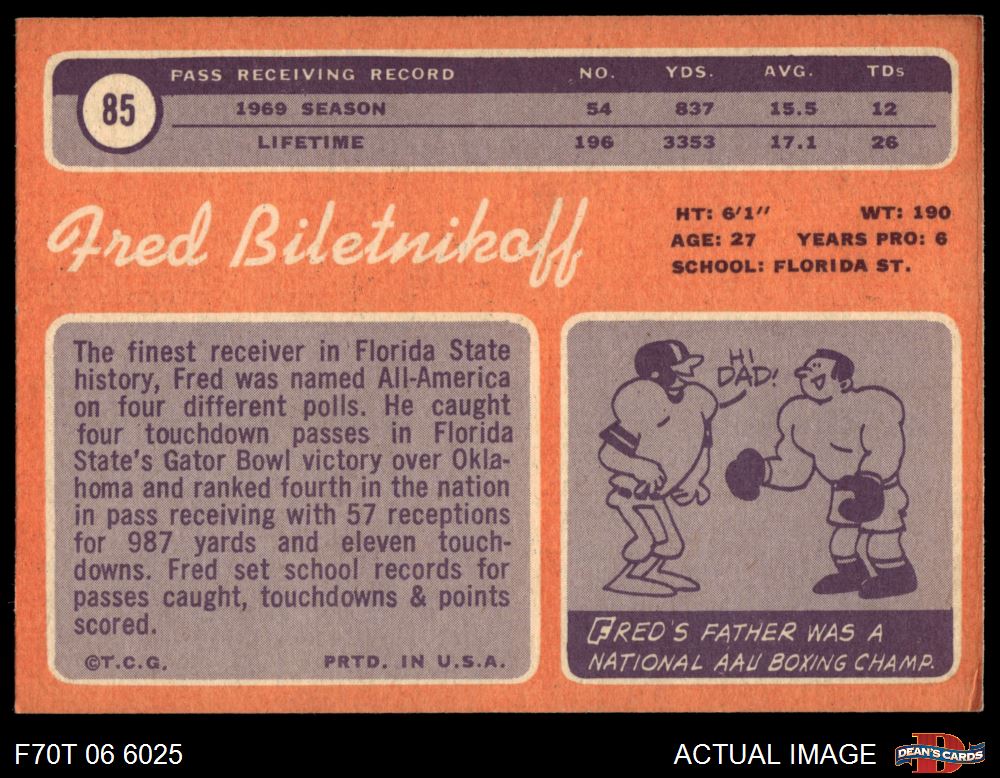 85
PASS RECEIVING RECORD NO. YDS. AVG. TDs
1969 SEASON 54 837 15.5 12
LIFETIME 196 3353 17.1 26
Fred Biletnikoff
HT: 6'1'' WT: 190
AGE: 27 YEARS PRO: 6
SCHOOL: FLORIDA ST.
The finest receiver in Florida State
history, Fred was named All-America
on four different polls. He caught
four touchdown passes in Florida
State's Gator Bowl victory over Okla-
homa and ranked fourth in the nation
in pass receiving with 57 receptions
for 987 yards and eleven touch-
downs. Fred set school records for
passes caught, touchdowns & points
scored.
©T.C.G. PRTD. IN U.S.A.
HI
DAD!
FRED'S FATHER WAS A
NATIONAL AAU BOXING CHAMP.
F70T 06 6025
ACTUAL IMAGE
DEAN'S CARDS